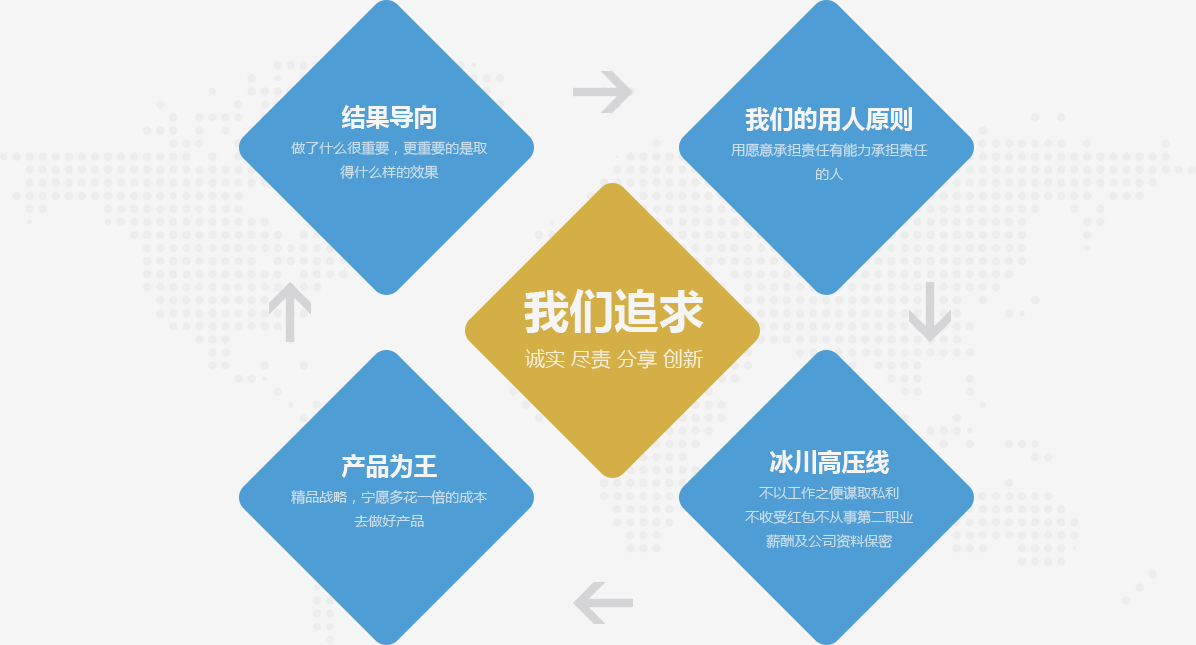 结果导向
做了什么很重要，更重要的是取
得什么样的效果
我们的用人原则
用愿意承担责任有能力承担责任
的人
我们追求
诚实 尽责 分享 创新
产品为王
精品战略，宁愿多花一倍的成本
去做好产品
冰川高压线
不以工作之便谋取私利
不收受红包不从事第二职业
薪酬及公司资料保密